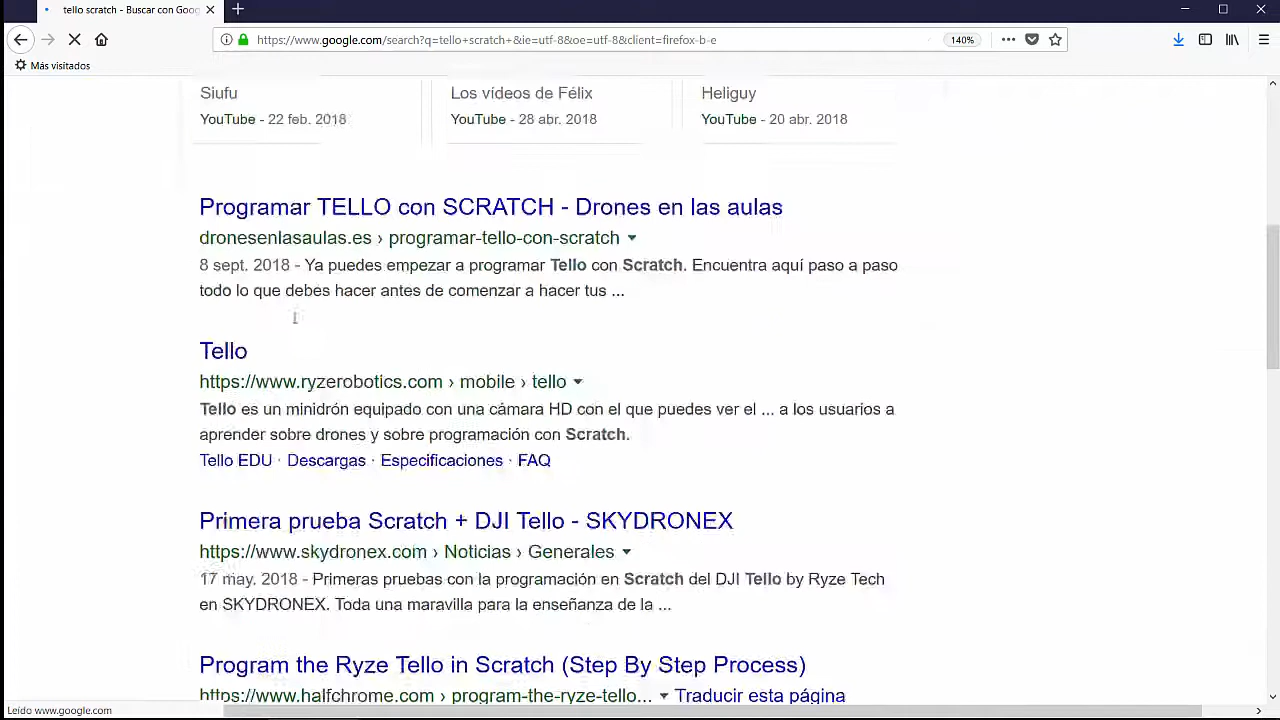 tello scratch - Buscar con Goog
https://www.google.com/search?q=tello+scratch+&ie=utf-8&oe=utf-8&client=firefox-b-e
140%
Más visitados
Siufu
YouTube - 22 feb. 2018
Los vídeos de Félix
YouTube - 28 abr. 2018
Heliguy
YouTube - 20 abr. 2018
Programar TELLO con SCRATCH - Drones en las aulas
dronesenlasaulas.es › programar-tello-con-scratch
8 sept. 2018 - Ya puedes empezar a programar Tello con Scratch. Encuentra aquí paso a paso
todo lo que debes hacer antes de comenzar a hacer tus ...
Tello
https://www.ryzerobotics.com › mobile › tello
Tello es un minidrón equipado con una cámara HD con el que puedes ver el ... a los usuarios a
aprender sobre drones y sobre programación con Scratch.
Tello EDU · Descargas · Especificaciones · FAQ
Primera prueba Scratch + DJI Tello - SKYDRONEX
https://www.skydronex.com › Noticias › Generales
17 may. 2018 - Primeras pruebas con la programación en Scratch del DJI Tello by Ryze Tech
en SKYDRONEX. Toda una maravilla para la enseñanza de la ...
Program the Ryze Tello in Scratch (Step By Step Process)
https://www.halfchrome.com › program-the-ryze-tello... Traducir esta página
Leído www.google.com